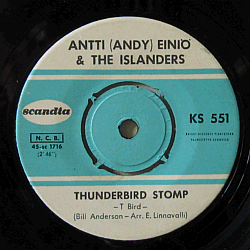 ANTTI (ANDY) EINIÖ
& THE ISLANDERS
scandia
KS 551
N. C. B.
45-sc 1716
(2'46")
THUNDERBIRD STOMP
– T Bird –
(Bill Anderson – Arr. E. Linnavalli)